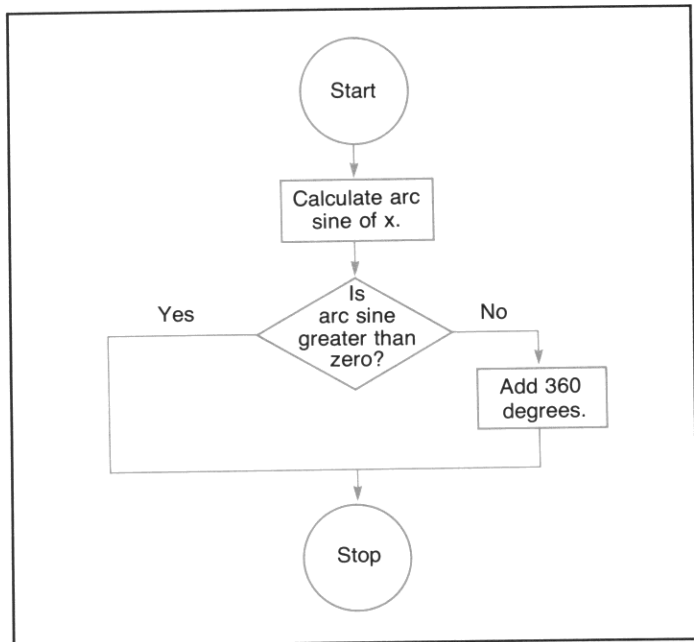 Start
Calculate arc
sine of x.
Is
arc sine
greater than
zero?
Yes
No
Add 360
degrees.
Stop